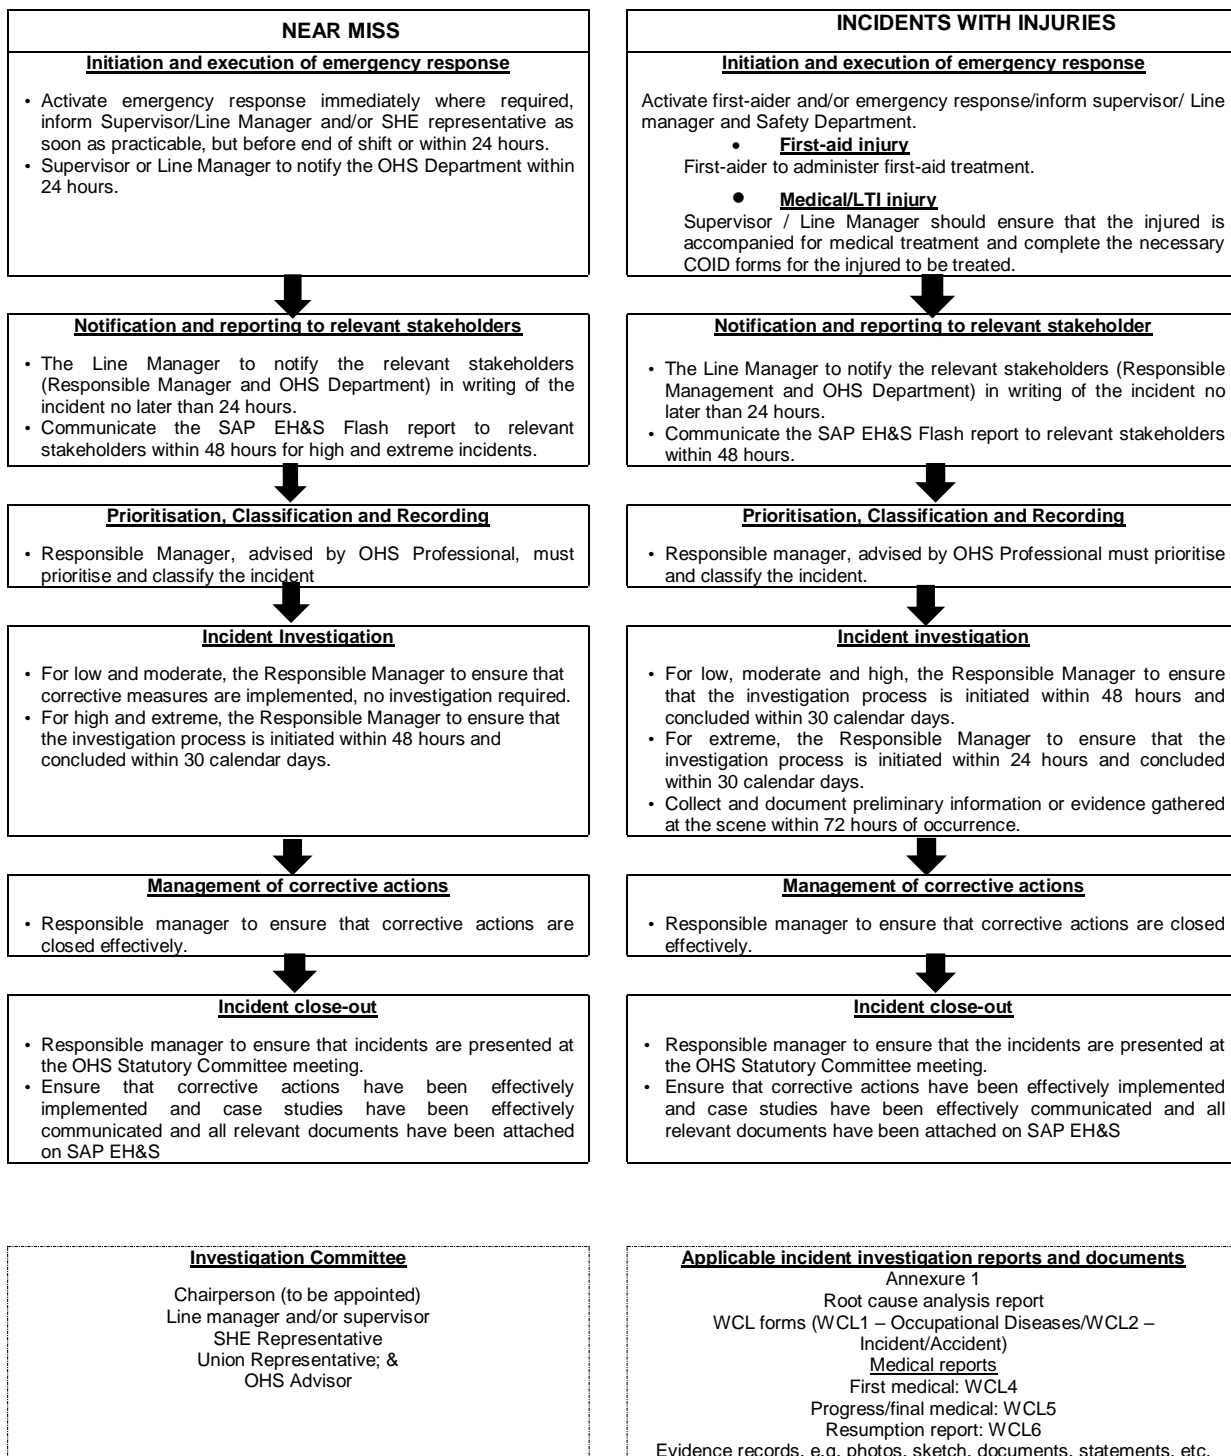 NEAR MISS
Initiation and execution of emergency response
• Activate emergency response immediately where required,
inform Supervisor/Line Manager and/or SHE representative as
soon as practicable, but before end of shift or within 24 hours.
• Supervisor or Line Manager to notify the OHS Department within
24 hours.
Notification and reporting to relevant stakeholders
• The Line Manager to notify the relevant stakeholders
(Responsible Manager and OHS Department) in writing of the
incident no later than 24 hours.
• Communicate the SAP EH&S Flash report to relevant
stakeholders within 48 hours for high and extreme incidents.
Prioritisation, Classification and Recording
• Responsible Manager, advised by OHS Professional, must
prioritise and classify the incident
Incident Investigation
• For low and moderate, the Responsible Manager to ensure that
corrective measures are implemented, no investigation required.
• For high and extreme, the Responsible Manager to ensure that
the investigation process is initiated within 48 hours and
concluded within 30 calendar days.
Management of corrective actions
• Responsible manager to ensure that corrective actions are
closed effectively.
Incident close-out
• Responsible manager to ensure that incidents are presented at
the OHS Statutory Committee meeting.
• Ensure that corrective actions have been effectively
implemented and case studies have been effectively
communicated and all relevant documents have been attached
on SAP EH&S
INCIDENTS WITH INJURIES
Initiation and execution of emergency response
Activate first-aider and/or emergency response/inform supervisor/ Line
manager and Safety Department.
• First-aid injury
First-aider to administer first-aid treatment.
• Medical/LTI injury
Supervisor / Line Manager should ensure that the injured is
accompanied for medical treatment and complete the necessary
COID forms for the injured to be treated.
Notification and reporting to relevant stakeholder
• The Line Manager to notify the relevant stakeholders (Responsible
Management and OHS Department) in writing of the incident no
later than 24 hours.
• Communicate the SAP EH&S Flash report to relevant stakeholders
within 48 hours.
Prioritisation, Classification and Recording
• Responsible manager, advised by OHS Professional must prioritise
and classify the incident.
Incident investigation
• For low, moderate and high, the Responsible Manager to ensure
that the investigation process is initiated within 48 hours and
concluded within 30 calendar days.
• For extreme, the Responsible Manager to ensure that the
investigation process is initiated within 24 hours and concluded
within 30 calendar days.
• Collect and document preliminary information or evidence gathered
at the scene within 72 hours of occurrence.
Management of corrective actions
• Responsible manager to ensure that corrective actions are closed
effectively.
Incident close-out
• Responsible manager to ensure that the incidents are presented at
the OHS Statutory Committee meeting.
• Ensure that corrective actions have been effectively implemented
and case studies have been effectively communicated and all
relevant documents have been attached on SAP EH&S
Investigation Committee
Chairperson (to be appointed)
Line manager and/or supervisor
SHE Representative
Union Representative; &
OHS Advisor
Applicable incident investigation reports and documents
Annexure 1
Root cause analysis report
WCL forms (WCL1 – Occupational Diseases/WCL2 –
Incident/Accident)
Medical reports
First medical: WCL4
Progress/final medical: WCL5
Resumption report: WCL6
Evidence records, e.g. photos, sketch, documents, statements, etc.